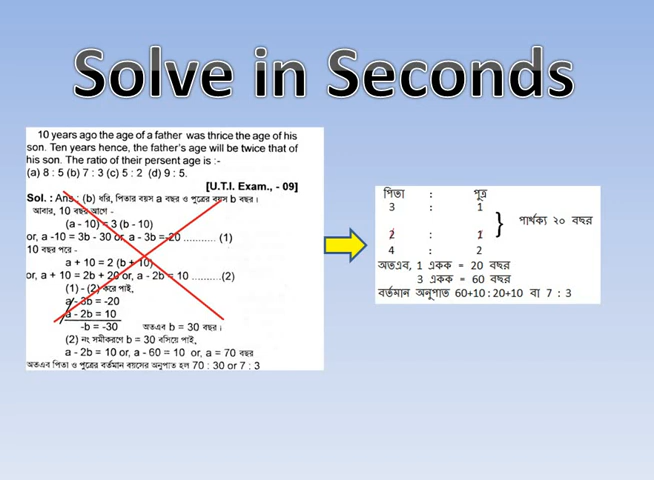 Solve in Seconds
10 years ago the age of a father was thrice the age of his
son. Ten years hence, the father's age will be twice that of
his son. The ratio of their persent age is :-
(a) 8 : 5 (b) 7 : 3 (c) 5 : 2 (d) 9 : 5.
[U.T.I. Exam., - 09]
Sol. : Ans : (b) ধরি, পিতার বয়স a বছর ও পুত্রের বয়স b বছর।
আবার, 10 বছর আগে -
(a - 10) = 3 (b - 10)
or, a -10 = 3b - 30 or, a - 3b = -20 ........... (1)
10 বছর পরে -
a + 10 = 2 (b + 10)
or, a + 10 = 2b + 20 or, a - 2b = 10 ...........(2)
(1) - (2) করে পাই,
a - 3b = -20
a - 2b = 10
-b = -30 অতএব b = 30 বছর।
(2) নং সমীকরণে b = 30 বসিয়ে পাই,
a - 2b = 10 or, a - 60 = 10 or, a = 70 বছর
অতএব পিতা ও পুত্রের বর্তমান বয়সের অনুপাত হল 70 : 30 or 7 : 3
পিতা : পুত্র
3 : 1
পার্থক্য ২০ বছর
2 : 1
4 : 2
অতএব, 1 একক = 20 বছর
3 একক = 60 বছর
বর্তমান অনুপাত 60+10 : 20+10 বা 7 : 3